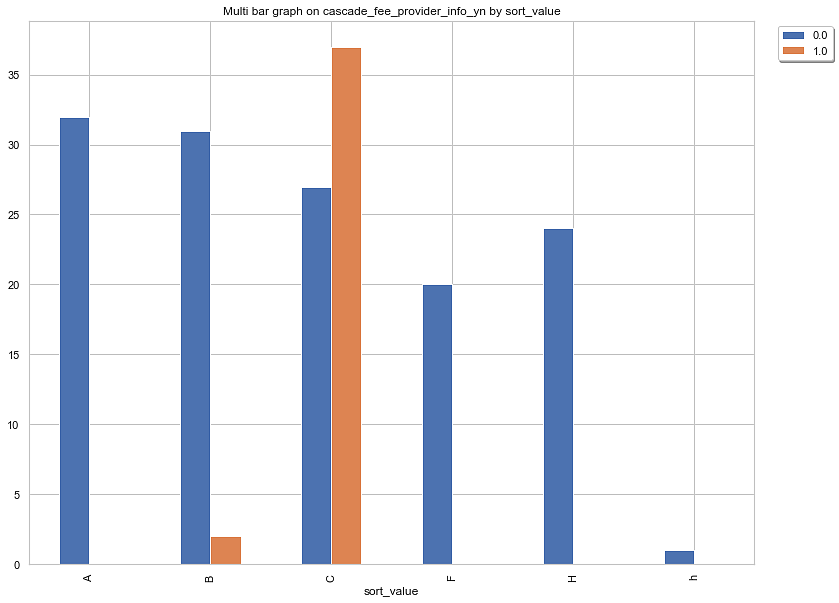 Multi bar graph on cascade_fee_provider_info_yn by sort_value
0.0
1.0
35
30
25
20
15
10
5
0
A
B
C
F
H
h
sort_value